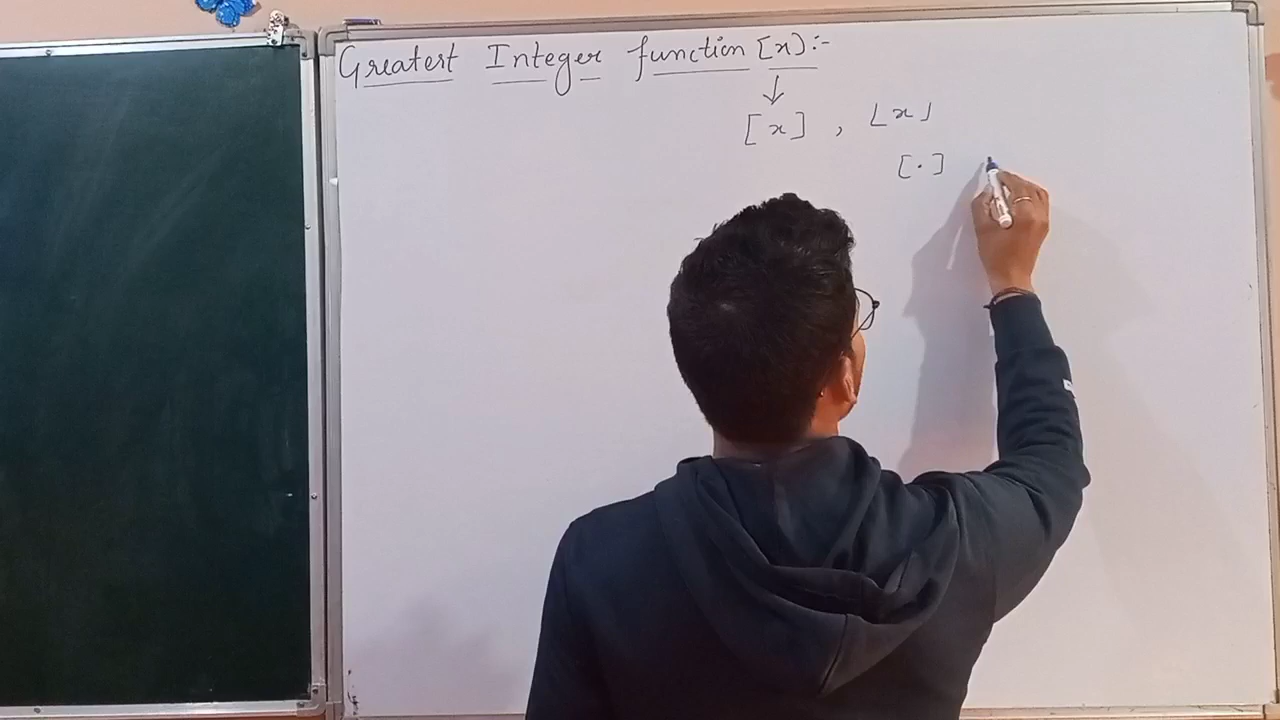 Greatest Integer function [x]:-
↓
[x] , ⌊x⌋
[·]